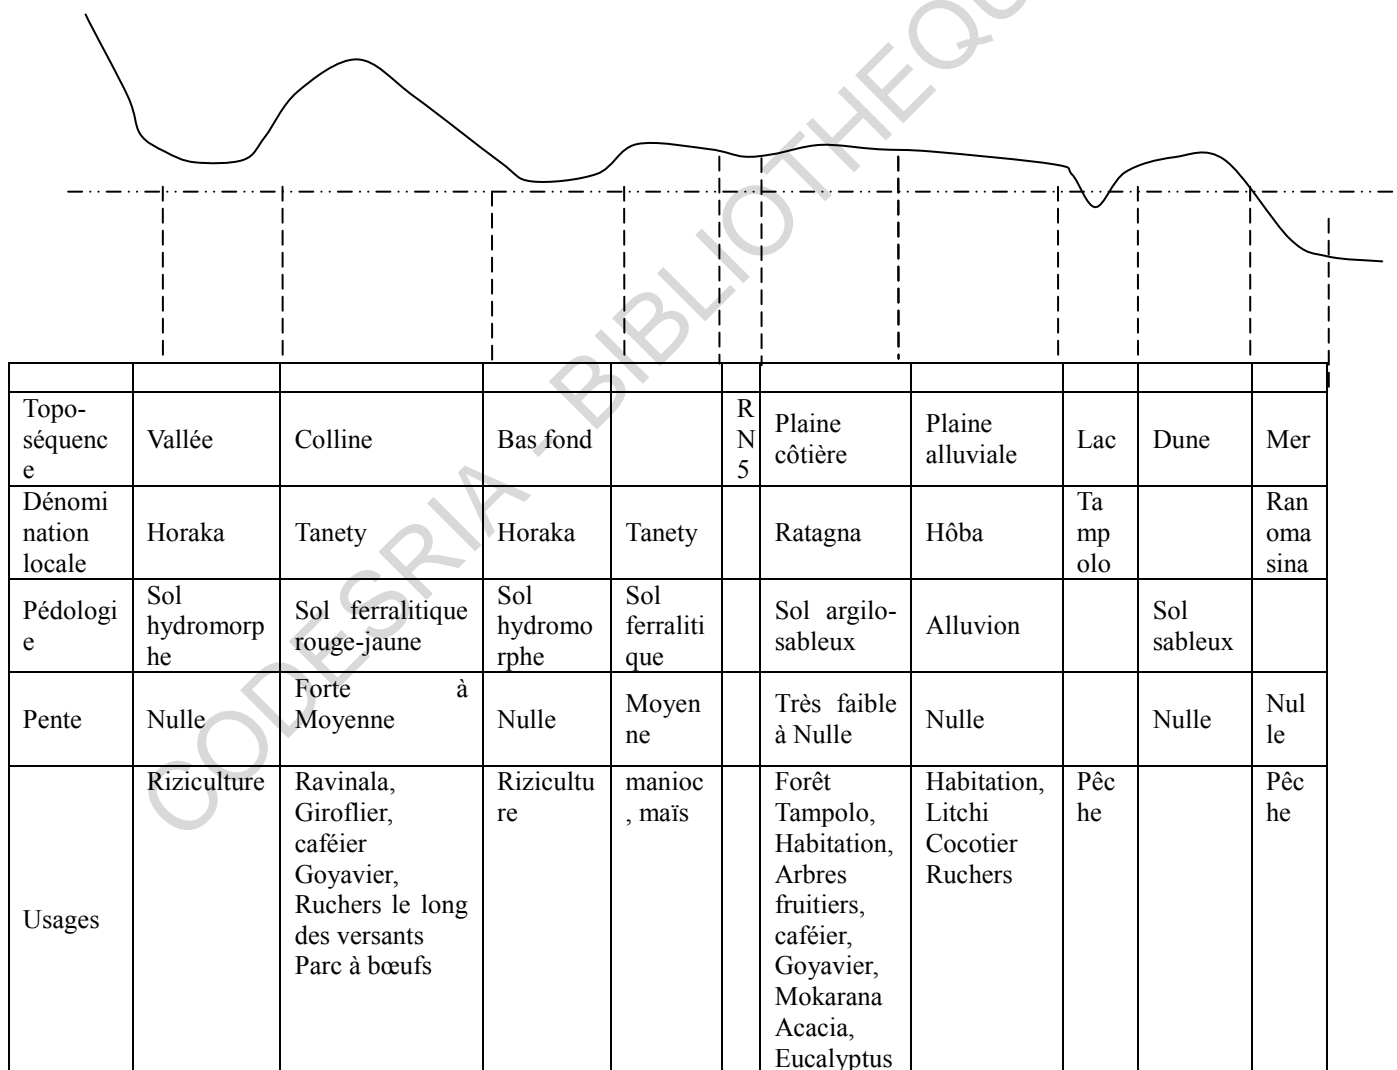 CODESRIA - BIBLIOTHEQU
Topo-
séquenc
e
Vallée
Colline
Bas fond
R
N
5
Plaine
côtière
Plaine
alluviale
Lac
Dune
Mer
Dénomi
nation
locale
Horaka
Tanety
Horaka
Tanety
Ratagna
Hôba
Ta
mp
olo
Ran
oma
sina
Pédologi
e
Sol
hydromorp
he
Sol ferralitique
rouge-jaune
Sol
hydromo
rphe
Sol
ferraliti
que
Sol argilo-
sableux
Alluvion
Sol
sableux
Pente
Nulle
Forte à
Moyenne
Nulle
Moyen
ne
Très faible
à Nulle
Nulle
Nulle
Nul
le
Usages
Riziculture
Ravinala,
Giroflier,
caféier
Goyavier,
Ruchers le long
des versants
Parc à bœufs
Rizicultu
re
manioc
, maïs
Forêt
Tampolo,
Habitation,
Arbres
fruitiers,
caféier,
Goyavier,
Mokarana
Acacia,
Eucalyptus
Habitation,
Litchi
Cocotier
Ruchers
Pêc
he
Pêc
he